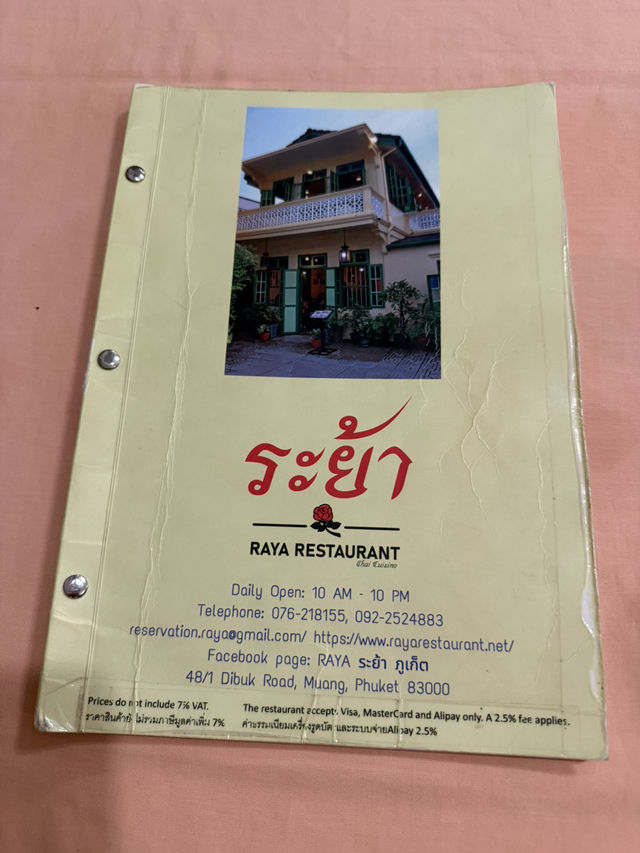 ระย้า
RAYA RESTAURANT
Thai Cuisine
Daily Open: 10 AM - 10 PM
Telephone: 076-218155, 092-2524883
reservation.raya@gmail.com/ https://www.rayarestaurant.net/
Facebook page: RAYA ระย้า ภูเก็ต
48/1 Dibuk Road, Muang, Phuket 83000
Prices do not include 7% VAT.
ราคาสินค้ายังไม่รวมภาษีมูลค่าเพิ่ม 7%
The restaurant accepts Visa, MasterCard and Alipay only. A 2.5% fee applies.
ค่าธรรมเนียมเครื่องรูดบัตรและระบบจ่ายAlipay 2.5%